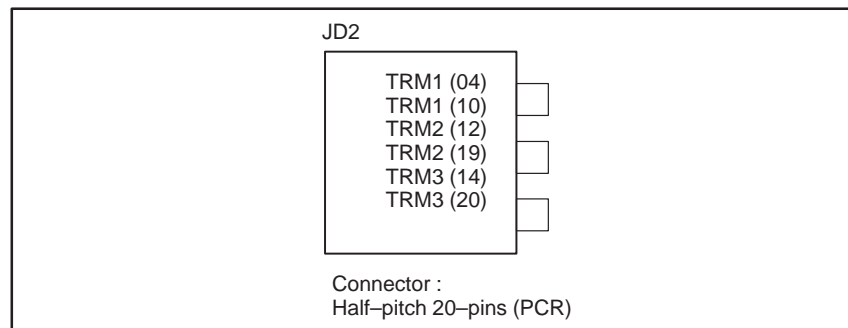 JD2
TRM1 (04)
TRM1 (10)
TRM2 (12)
TRM2 (19)
TRM3 (14)
TRM3 (20)
Connector :
Half–pitch 20–pins (PCR)